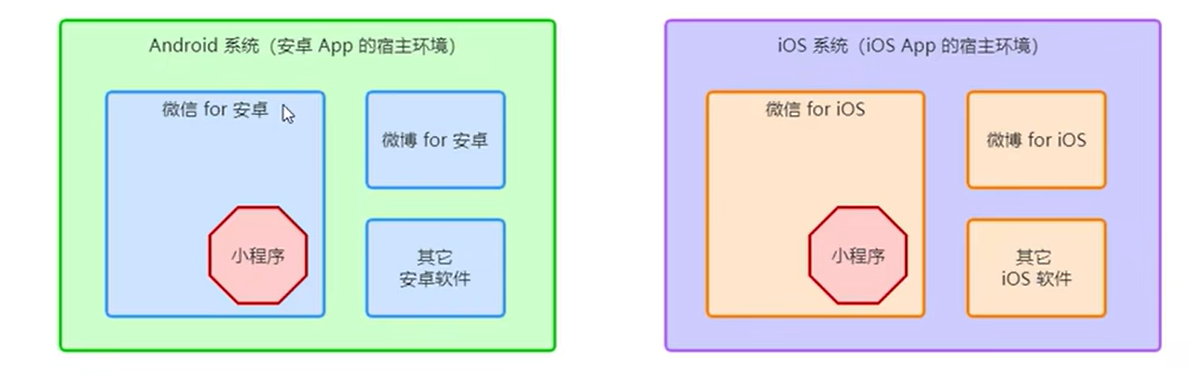 Android 系统（安卓 App 的宿主环境）
微信 for 安卓
微博 for 安卓
小程序
其它
安卓软件
iOS 系统（iOS App 的宿主环境）
微信 for iOS
微博 for iOS
小程序
其它
iOS 软件